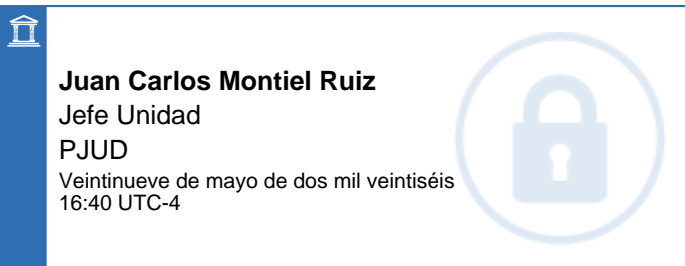 Juan Carlos Montiel Ruiz
Jefe Unidad
PJUD
Veintinueve de mayo de dos mil veintiséis
16:40 UTC-4